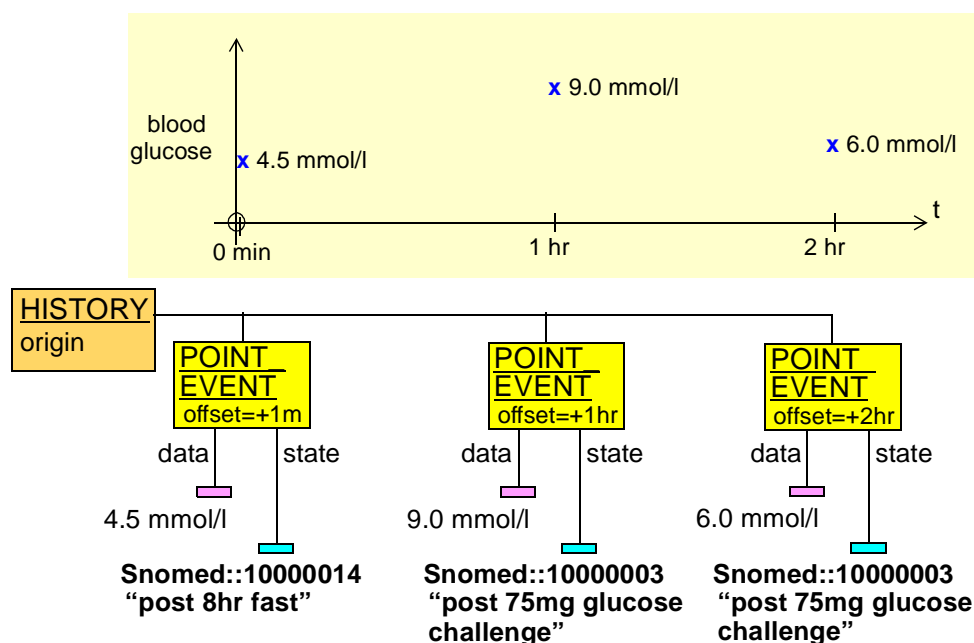 x 9.0 mmol/l
blood
glucose
x 4.5 mmol/l
x 6.0 mmol/l
t
0 min
1 hr
2 hr
HISTORY
origin
POINT_
EVENT
offset=+1m
POINT_
EVENT
offset=+1hr
POINT_
EVENT
offset=+2hr
data
state
data
state
data
state
4.5 mmol/l
9.0 mmol/l
6.0 mmol/l
Snomed::10000014
“post 8hr fast”
Snomed::10000003
“post 75mg glucose
challenge”
Snomed::10000003
“post 75mg glucose
challenge”